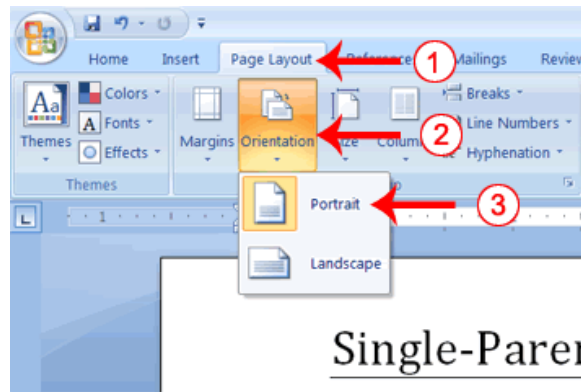 Home Insert Page Layout Mailings Review
1
Colors
Fonts
Effects
Themes
Margins
Orientation
2
Breaks
Line Numbers
Hyphenation
Themes
Portrait
3
Landscape
L
1
Single-Paren